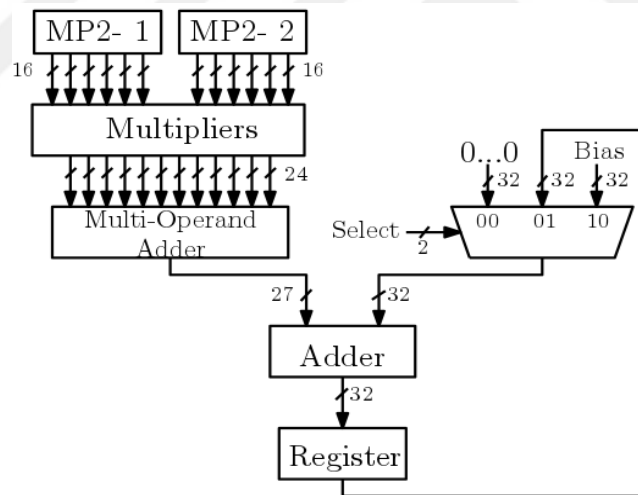 MP2- 1
MP2- 2
16
16
Multipliers
24
0...0
Bias
32
32
32
Multi-Operand
Adder
00
01
10
Select
2
27
32
Adder
32
Register